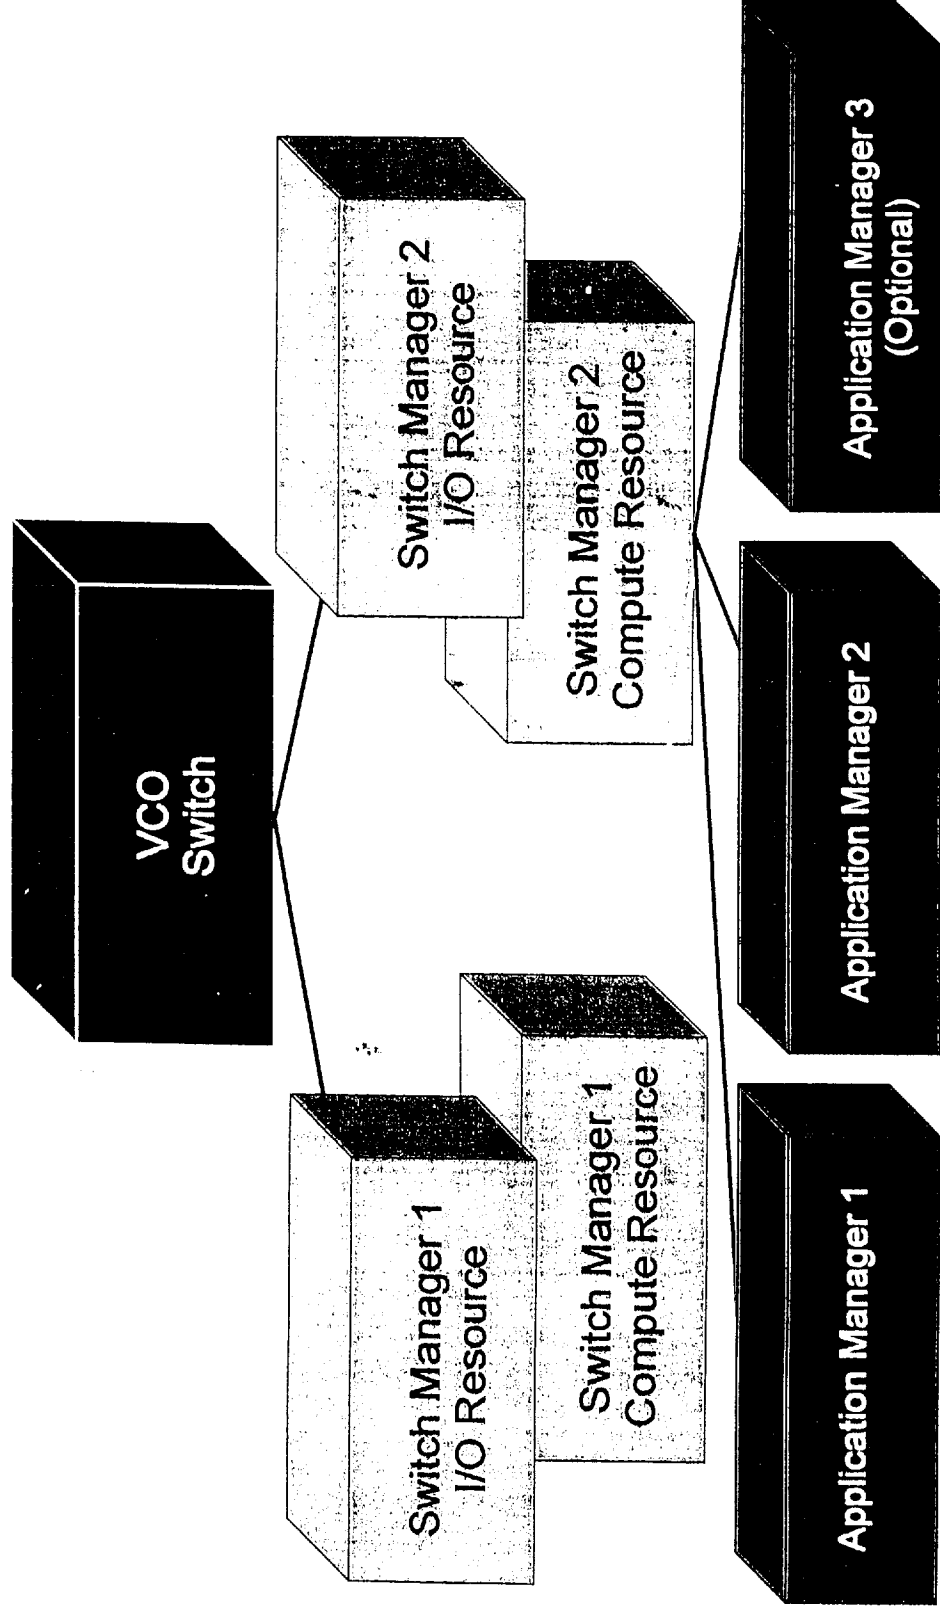 VCO
Switch
Switch Manager 1
I/O Resource
Switch Manager 2
I/O Resource
Switch Manager 1
Compute Resource
Switch Manager 2
Compute Resource
Application Manager 1
Application Manager 2
Application Manager 3
(Optional)